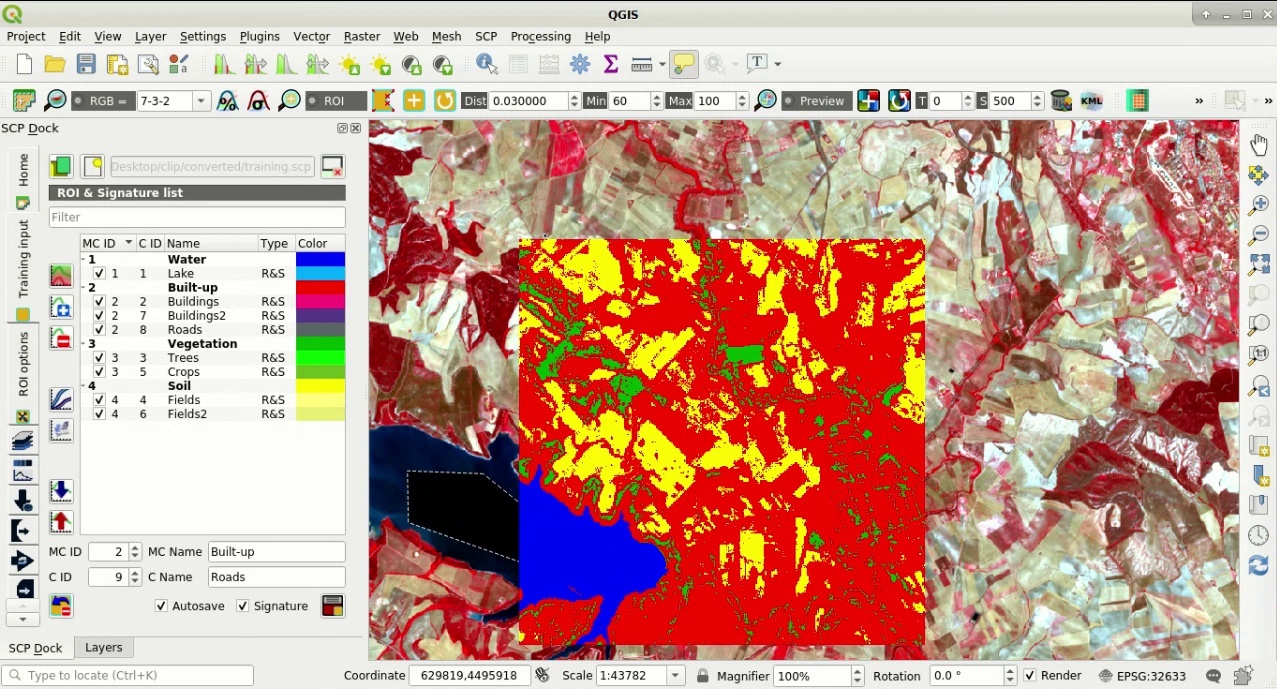 QGIS
Project Edit View Layer Settings Plugins Vector Raster Web Mesh SCP Processing Help
RGB = 7-3-2 ROI Dist 0.030000 Min 60 Max 100 Preview T 0 S 500 KML » »
SCP Dock
Home
Training input
ROI options
Desktop/clip/converted/training.scp
ROI & Signature list
Filter
MC ID C ID Name Type Color
1 Water
1 1 Lake R&S
2 Built-up
2 2 Buildings R&S
2 7 Buildings2 R&S
2 8 Roads R&S
3 Vegetation
3 3 Trees R&S
3 5 Crops R&S
4 Soil
4 4 Fields R&S
4 6 Fields2 R&S
MC ID 2 MC Name Built-up
C ID 9 C Name Roads
Autosave Signature
SCP Dock Layers
Type to locate (Ctrl+K) Coordinate 629819,4495918 Scale 1:43782 Magnifier 100% Rotation 0.0 ° Render EPSG:32633